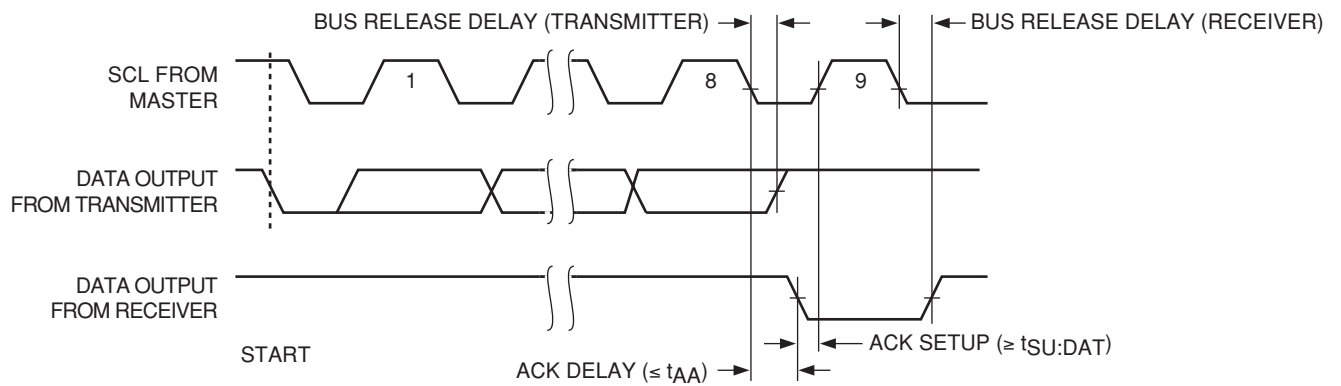 BUS RELEASE DELAY (TRANSMITTER)
BUS RELEASE DELAY (RECEIVER)
SCL FROM
MASTER
1
8
9
DATA OUTPUT
FROM TRANSMITTER
DATA OUTPUT
FROM RECEIVER
START
ACK SETUP (≥ tSU:DAT)
ACK DELAY (≤ tAA)